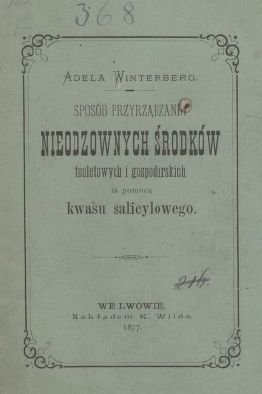 368
ADELA WINTERBERG.
SPOSÓB PRZYRZĄDZANIA
NIEODZOWNYCH ŚRODKÓW
toaletowych i gospodarskich
za pomocą
kwasu salicylowego.
WE LWOWIE,
Nakładem K. Wilda.
1877.